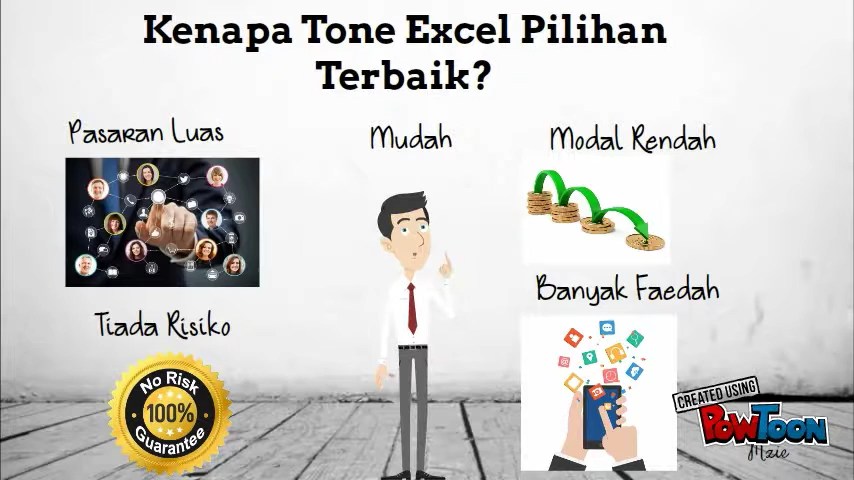 Kenapa Tone Excel Pilihan
Terbaik?
Pasaran Luas
Mudah
Modal Rendah
Banyak Faedah
Tiada Risiko
No Risk
100%
Guarantee
CREATED USING
POWTOON
Mzie